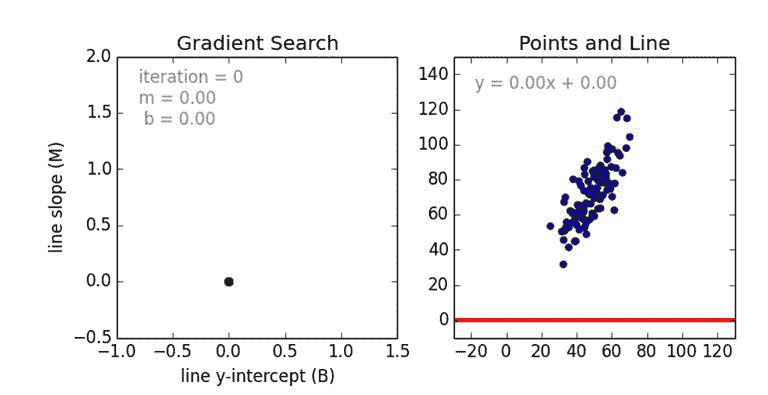 Gradient Search
iteration = 0
m = 0.00
b = 0.00
2.0
1.5
1.0
0.5
0.0
−0.5
−1.0 −0.5 0.0 0.5 1.0 1.5
line slope (M)
line y-intercept (B)
Points and Line
y = 0.00x + 0.00
140
120
100
80
60
40
20
0
−20 0 20 40 60 80 100 120